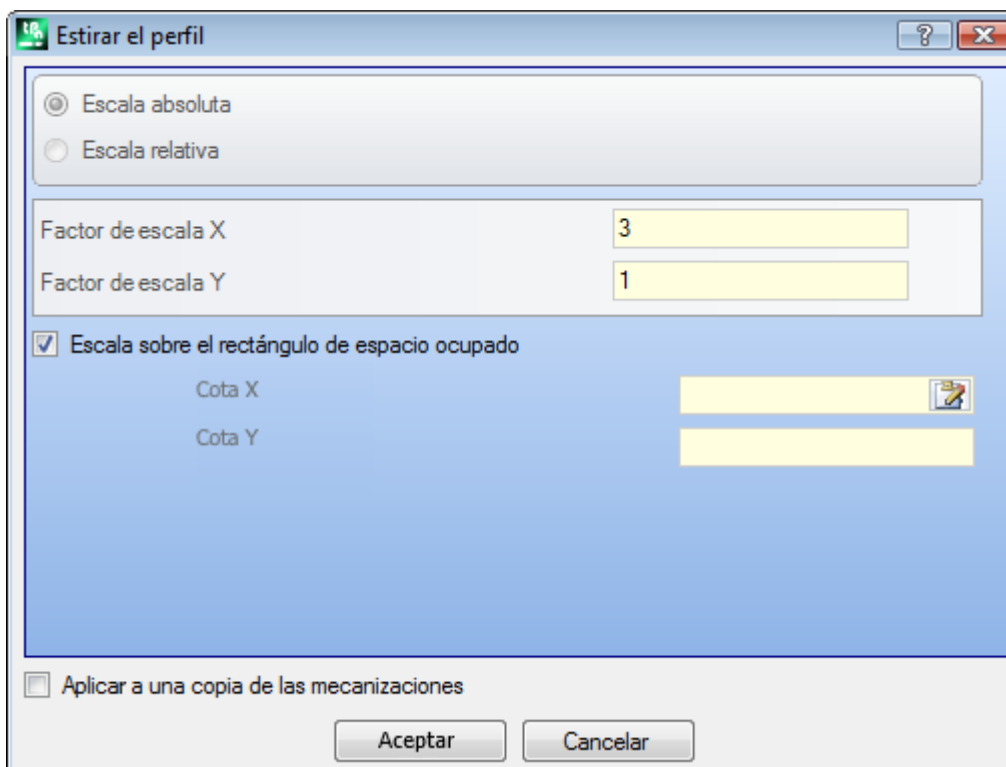 Estirar el perfil
Escala absoluta
Escala relativa
Factor de escala X 3
Factor de escala Y 1
Escala sobre el rectángulo de espacio ocupado
Cota X
Cota Y
Aplicar a una copia de las mecanizaciones
Aceptar Cancelar